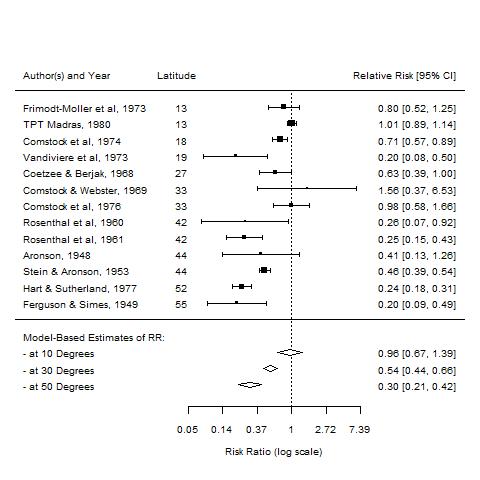 Author(s) and Year Latitude Relative Risk [95% CI]
Frimodt-Moller et al, 1973 13 0.80 [0.52, 1.25]
TPT Madras, 1980 13 1.01 [0.89, 1.14]
Comstock et al, 1974 18 0.71 [0.57, 0.89]
Vandiviere et al, 1973 19 0.20 [0.08, 0.50]
Coetzee & Berjak, 1968 27 0.63 [0.39, 1.00]
Comstock & Webster, 1969 33 1.56 [0.37, 6.53]
Comstock et al, 1976 33 0.98 [0.58, 1.66]
Rosenthal et al, 1960 42 0.26 [0.07, 0.92]
Rosenthal et al, 1961 42 0.25 [0.15, 0.43]
Aronson, 1948 44 0.41 [0.13, 1.26]
Stein & Aronson, 1953 44 0.46 [0.39, 0.54]
Hart & Sutherland, 1977 52 0.24 [0.18, 0.31]
Ferguson & Simes, 1949 55 0.20 [0.09, 0.49]
Model-Based Estimates of RR:
- at 10 Degrees 0.96 [0.67, 1.39]
- at 30 Degrees 0.54 [0.44, 0.66]
- at 50 Degrees 0.30 [0.21, 0.42]
0.05 0.14 0.37 1 2.72 7.39
Risk Ratio (log scale)